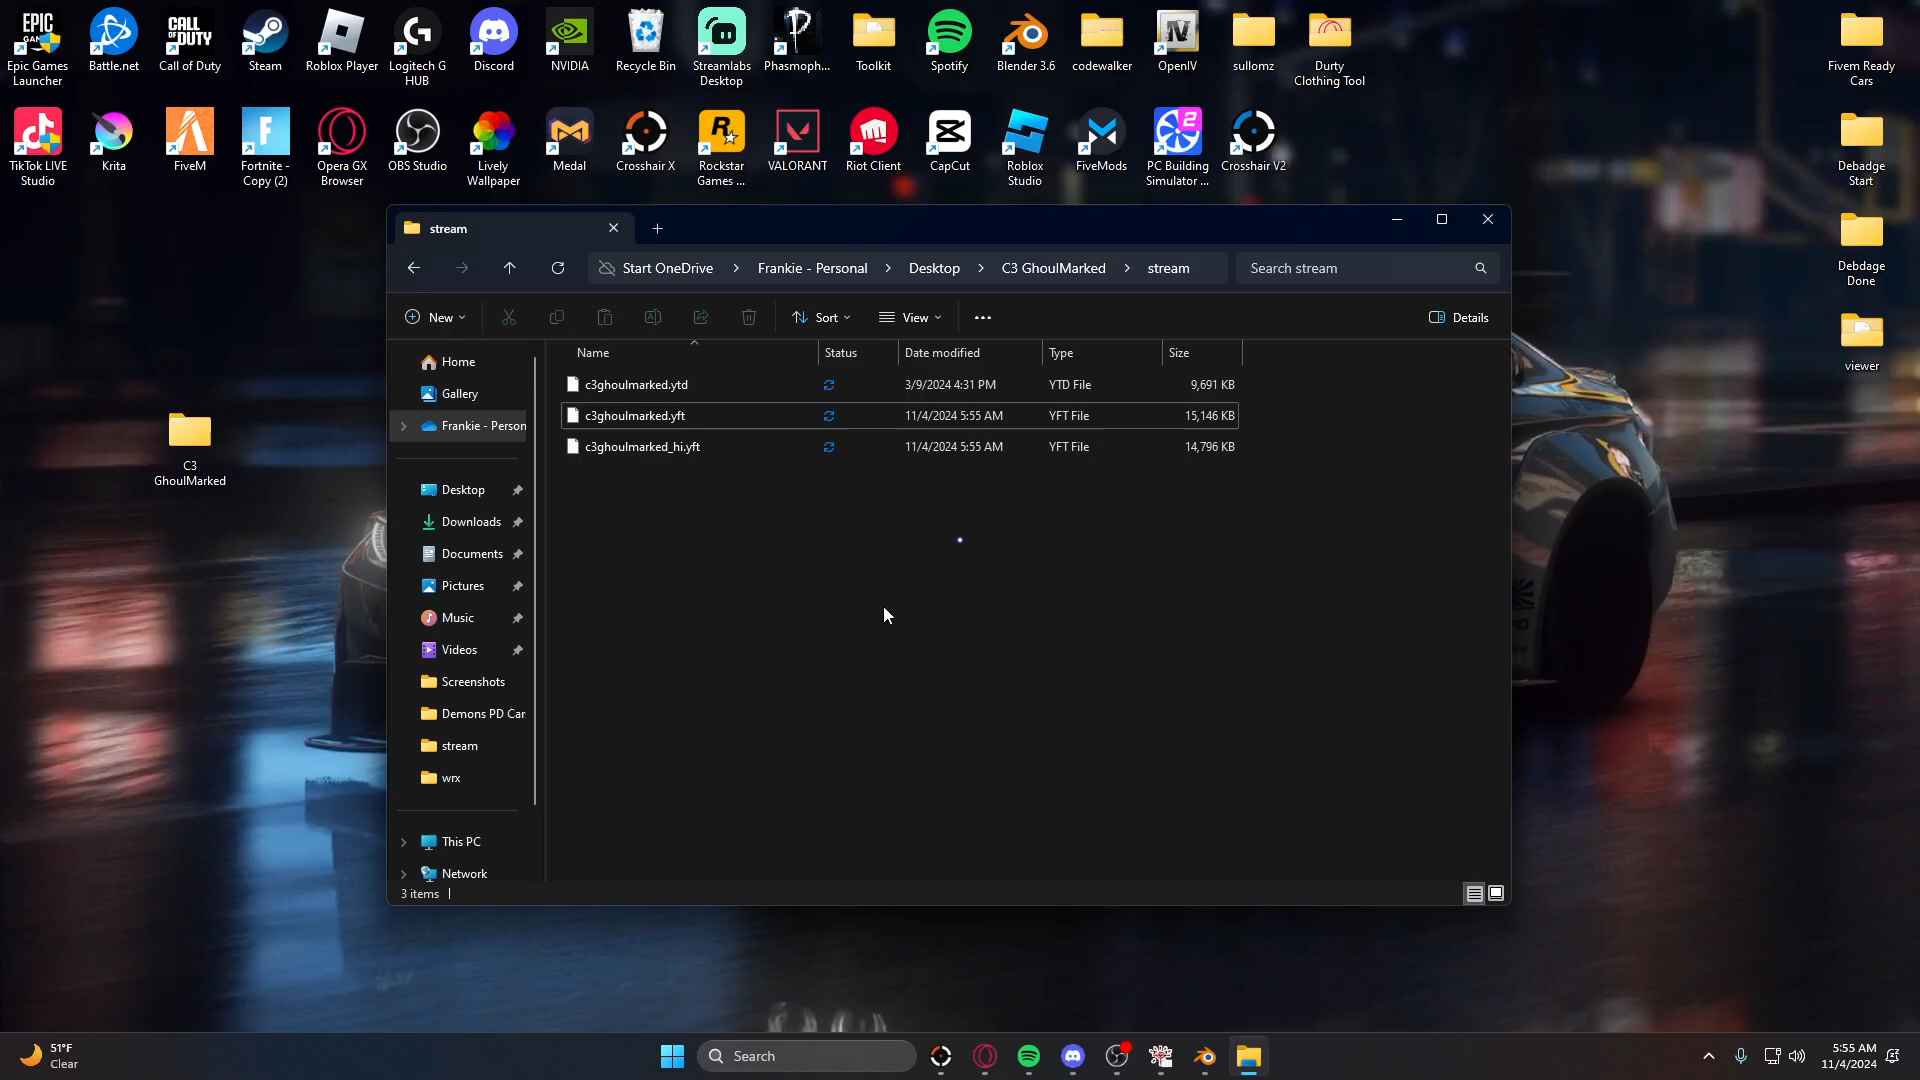 EPIC
GAMES
CALL OF
DUTY
Epic Games
Launcher
Battle.net
Call of Duty
Steam
Roblox Player
Logitech G
HUB
Discord
NVIDIA
Recycle Bin
Streamlabs
Desktop
Phasmoph...
Toolkit
Spotify
Blender 3.6
codewalker
OpenIV
sullomz
Durty
Clothing Tool
Fivem Ready
Cars
TikTok LIVE
Studio
Krita
FiveM
Fortnite -
Copy (2)
Opera GX
Browser
OBS Studio
Lively
Wallpaper
Medal
Crosshair X
Rockstar
Games ...
VALORANT
Riot Client
CapCut
Roblox
Studio
FiveMods
PC Building
Simulator ...
Crosshair V2
Debadge
Start
Debdage
Done
viewer
C3
GhoulMarked
stream
Start OneDrive
Frankie - Personal
Desktop
C3 GhoulMarked
stream
Search stream
New
Sort
View
Details
Name
Status
Date modified
Type
Size
c3ghoulmarked.ytd 3/9/2024 4:31 PM YTD File 9,691 KB
c3ghoulmarked.yft 11/4/2024 5:55 AM YFT File 15,146 KB
c3ghoulmarked_hi.yft 11/4/2024 5:55 AM YFT File 14,796 KB
Home
Gallery
Frankie - Person
Desktop
Downloads
Documents
Pictures
Music
Videos
Screenshots
Demons PD Car
stream
wrx
This PC
Network
3 items
51°F
Clear
Search
5:55 AM
11/4/2024